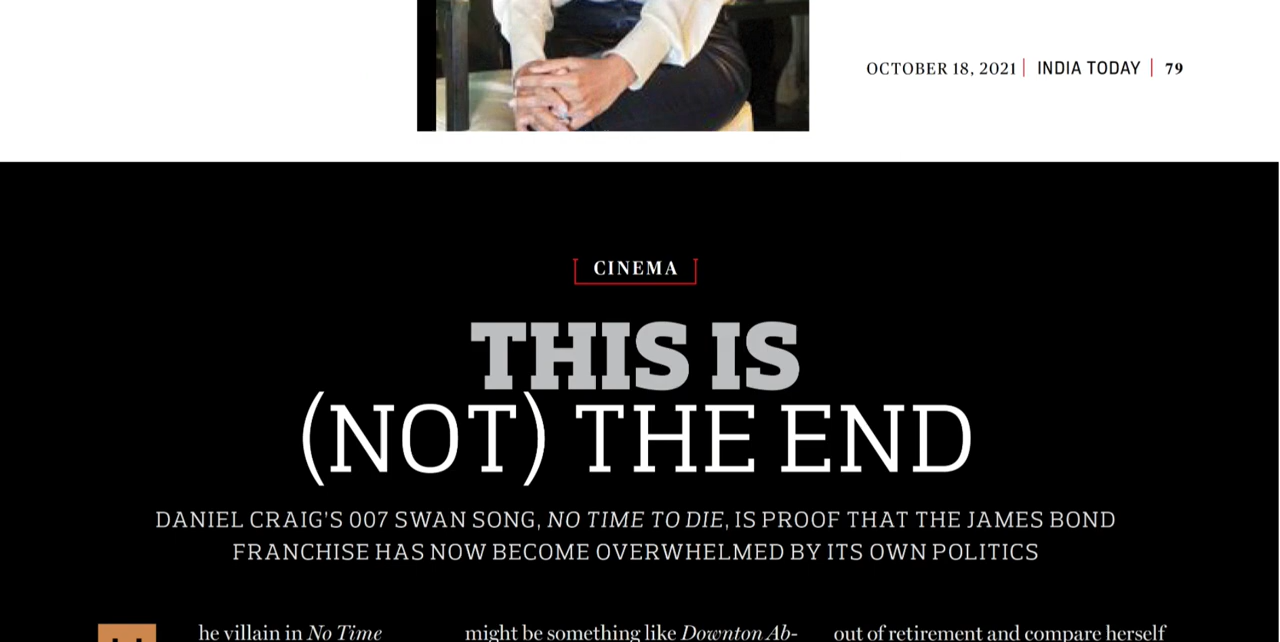 OCTOBER 18, 2021 | INDIA TODAY | 79
CINEMA
THIS IS
(NOT) THE END
DANIEL CRAIG'S 007 SWAN SONG, NO TIME TO DIE, IS PROOF THAT THE JAMES BOND
FRANCHISE HAS NOW BECOME OVERWHELMED BY ITS OWN POLITICS
he villain in No Time
might be something like Downton Ab-
out of retirement and compare herself